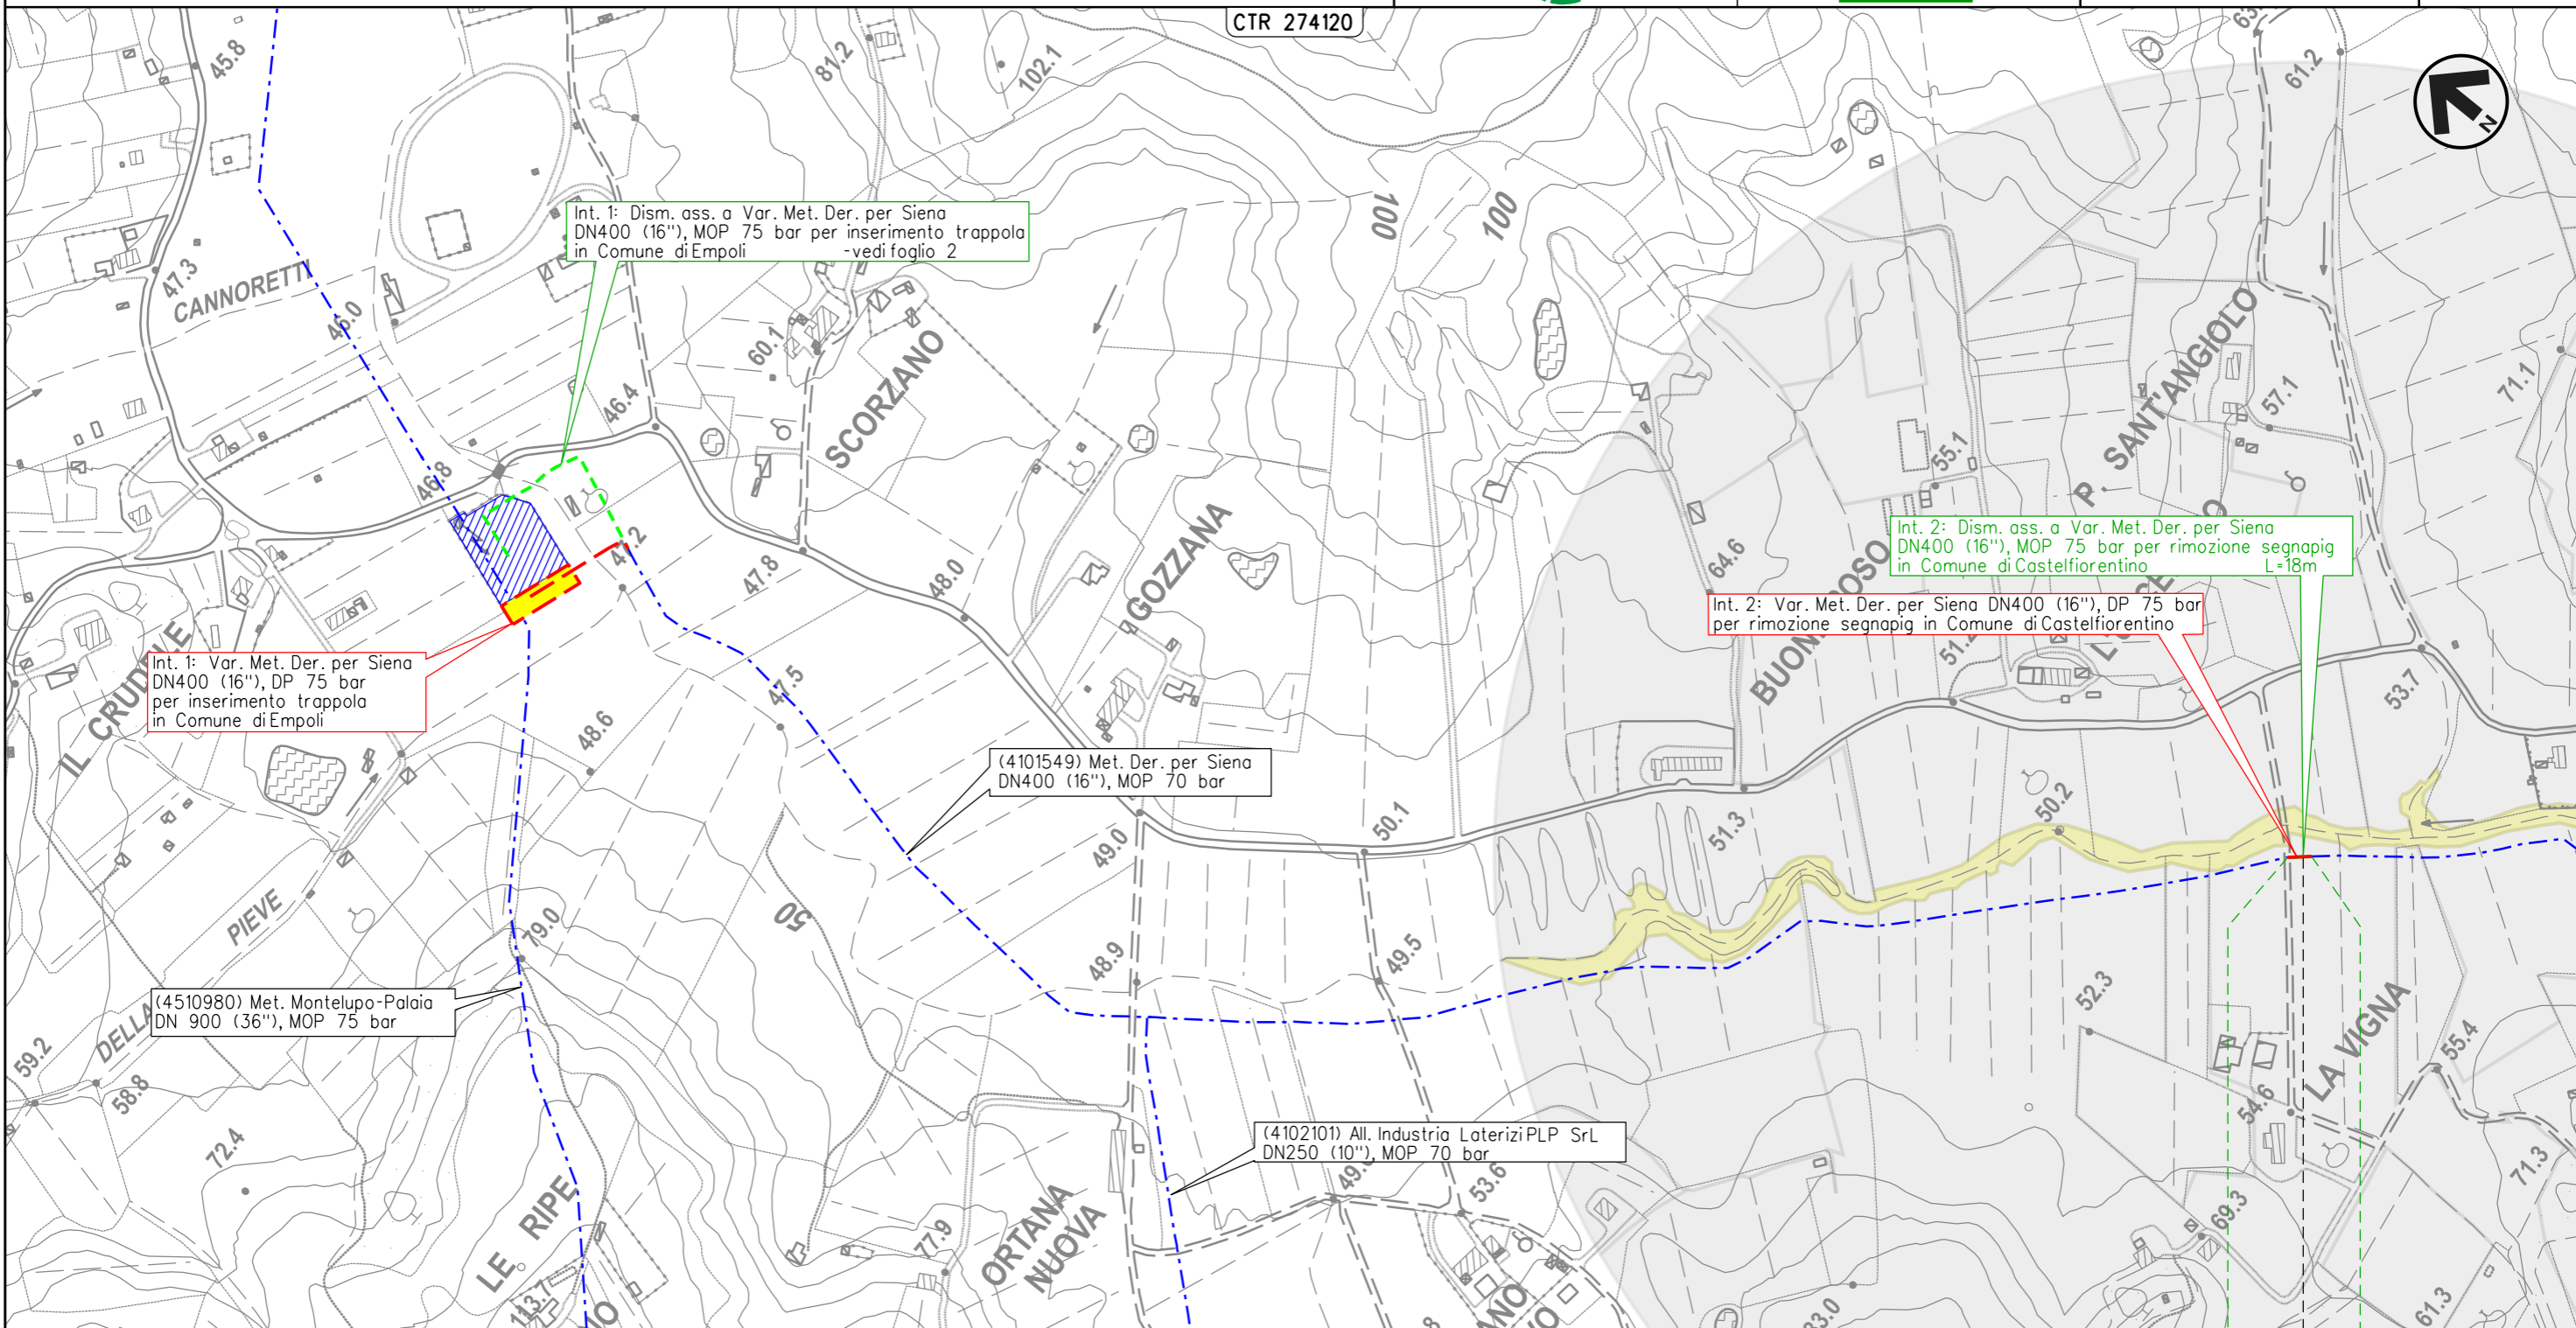 CTR 274120
N
45.8
81.2
102.1
61.2
47.3
CANNORETTI
46.0
Int. 1: Dism. ass. a Var. Met. Der. per Siena
DN400 (16"), MOP 75 bar per inserimento trappola
in Comune di Empoli -vedi foglio 2
60.1
SCORZANO
100
100
46.4
46.8
47.8
48.0
GOZZANA
P. SANT'ANGIOLO
57.1
71.1
55.1
64.6
Int. 2: Dism. ass. a Var. Met. Der. per Siena
DN400 (16"), MOP 75 bar per rimozione segnapig
in Comune di Castelfiorentino L=18m
Int. 2: Var. Met. Der. per Siena DN400 (16"), DP 75 bar
per rimozione segnapig in Comune di Castelfiorentino
IL CRUDELE
Int. 1: Var. Met. Der. per Siena
DN400 (16"), DP 75 bar
per inserimento trappola
in Comune di Empoli
47.5
48.6
53.7
(4101549) Met. Der. per Siena
DN400 (16"), MOP 70 bar
49.0
50.1
51.3
50.2
50
PIEVE
DELLA
79.0
48.9
49.5
52.3
LA VIGNA
(4510980) Met. Montelupo-Palaia
DN 900 (36"), MOP 75 bar
59.2
58.8
72.4
55.4
54.6
(4102101) All. Industria Laterizi PLP SrL
DN250 (10"), MOP 70 bar
53.6
71.3
69.3
LE RIPE
113.7
77.9
ORTANA
NUOVA
61.3